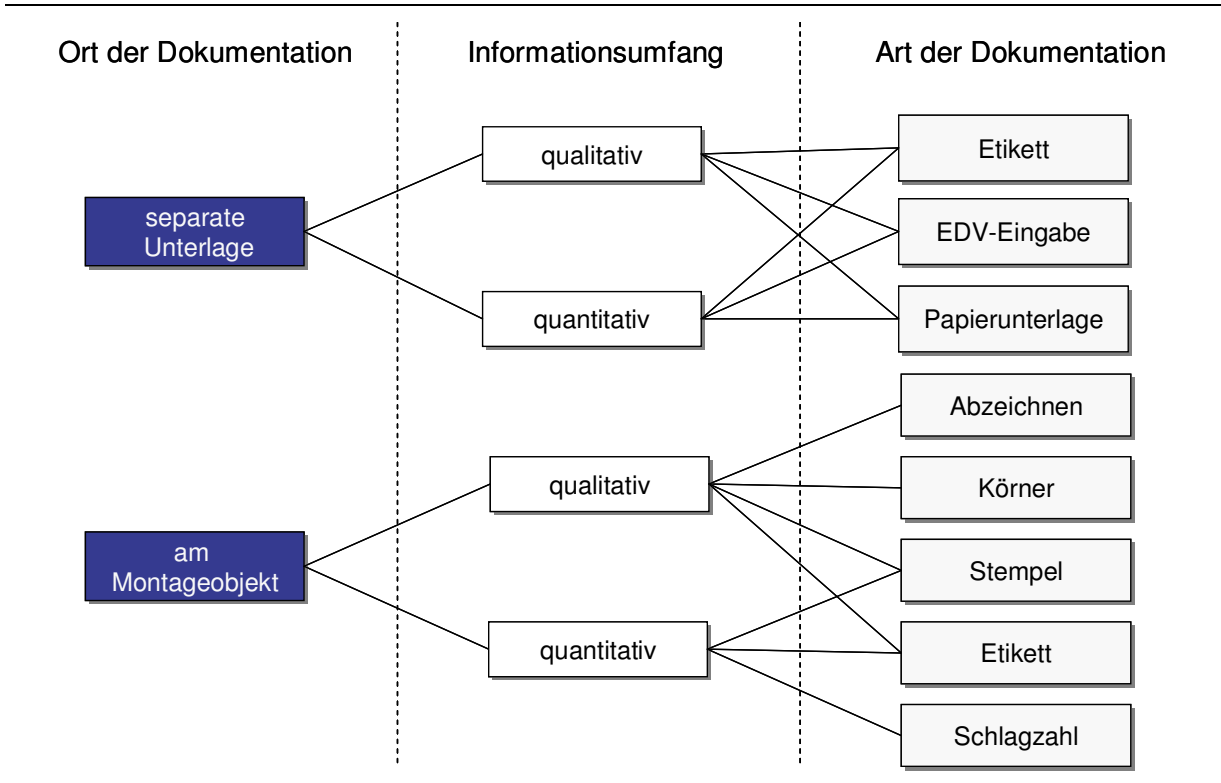 Ort der Dokumentation
Informationsumfang
Art der Dokumentation
separate
Unterlage
am
Montageobjekt
qualitativ
quantitativ
qualitativ
quantitativ
Etikett
EDV-Eingabe
Papierunterlage
Abzeichnen
Körner
Stempel
Etikett
Schlagzahl